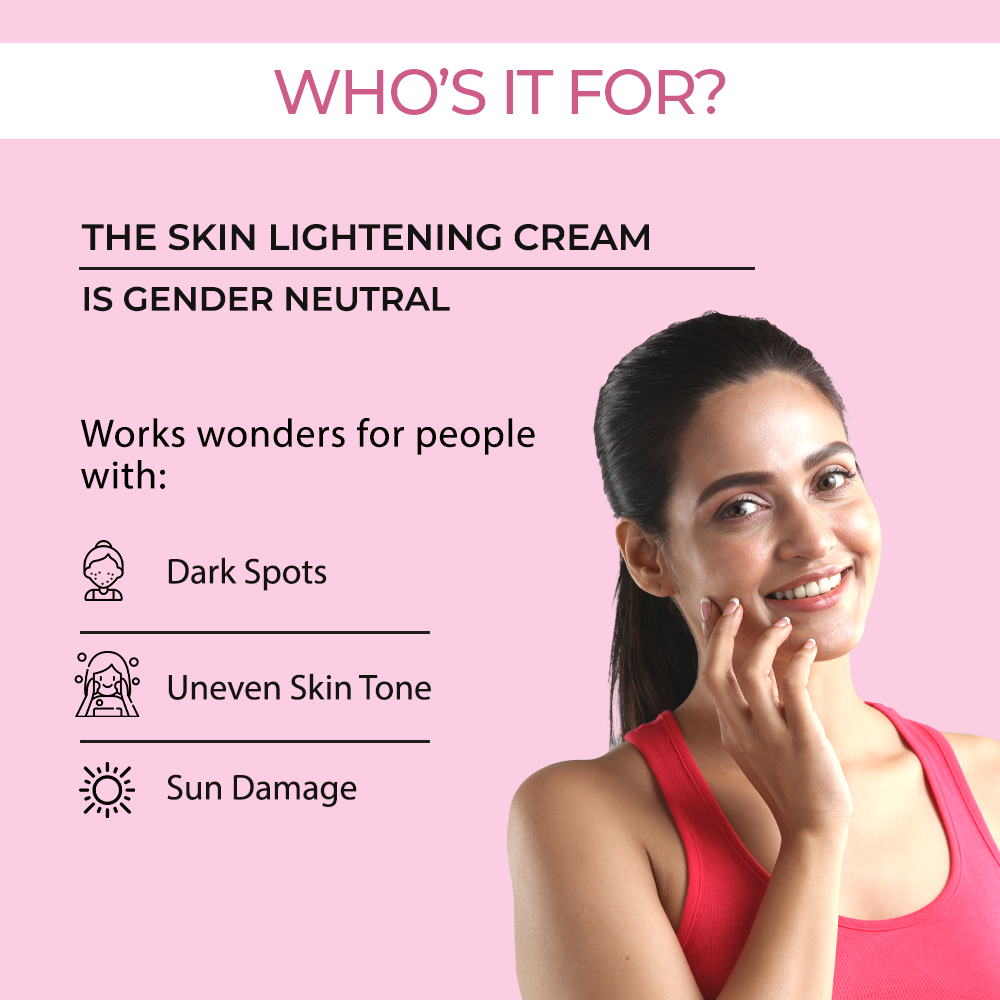 WHO'S IT FOR?
THE SKIN LIGHTENING CREAM
IS GENDER NEUTRAL
Works wonders for people
with:
Dark Spots
Uneven Skin Tone
Sun Damage